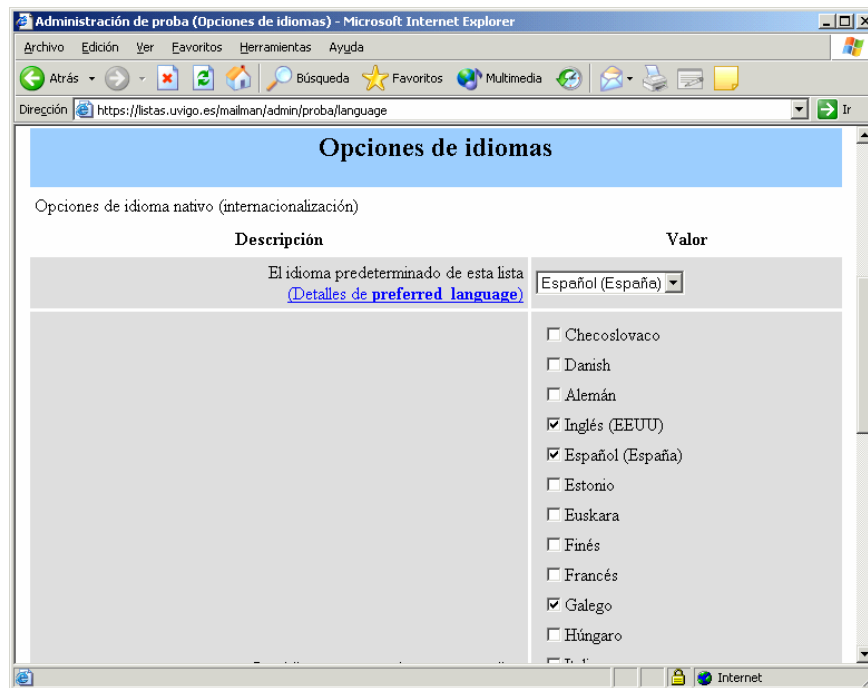 Administración de proba (Opciones de idiomas) - Microsoft Internet Explorer
Archivo Edición Ver Favoritos Herramientas Ayuda
Atrás Búsqueda Favoritos Multimedia
Dirección https://listas.uvigo.es/mailman/admin/proba/language Ir
Opciones de idiomas
Opciones de idioma nativo (internacionalización)
Descripción Valor
El idioma predeterminado de esta lista
(Detalles de preferred_language) Español (España)
Checoslovaco
Danish
Alemán
Inglés (EEUU)
Español (España)
Estonio
Euskara
Finés
Francés
Galego
Húngaro
Internet